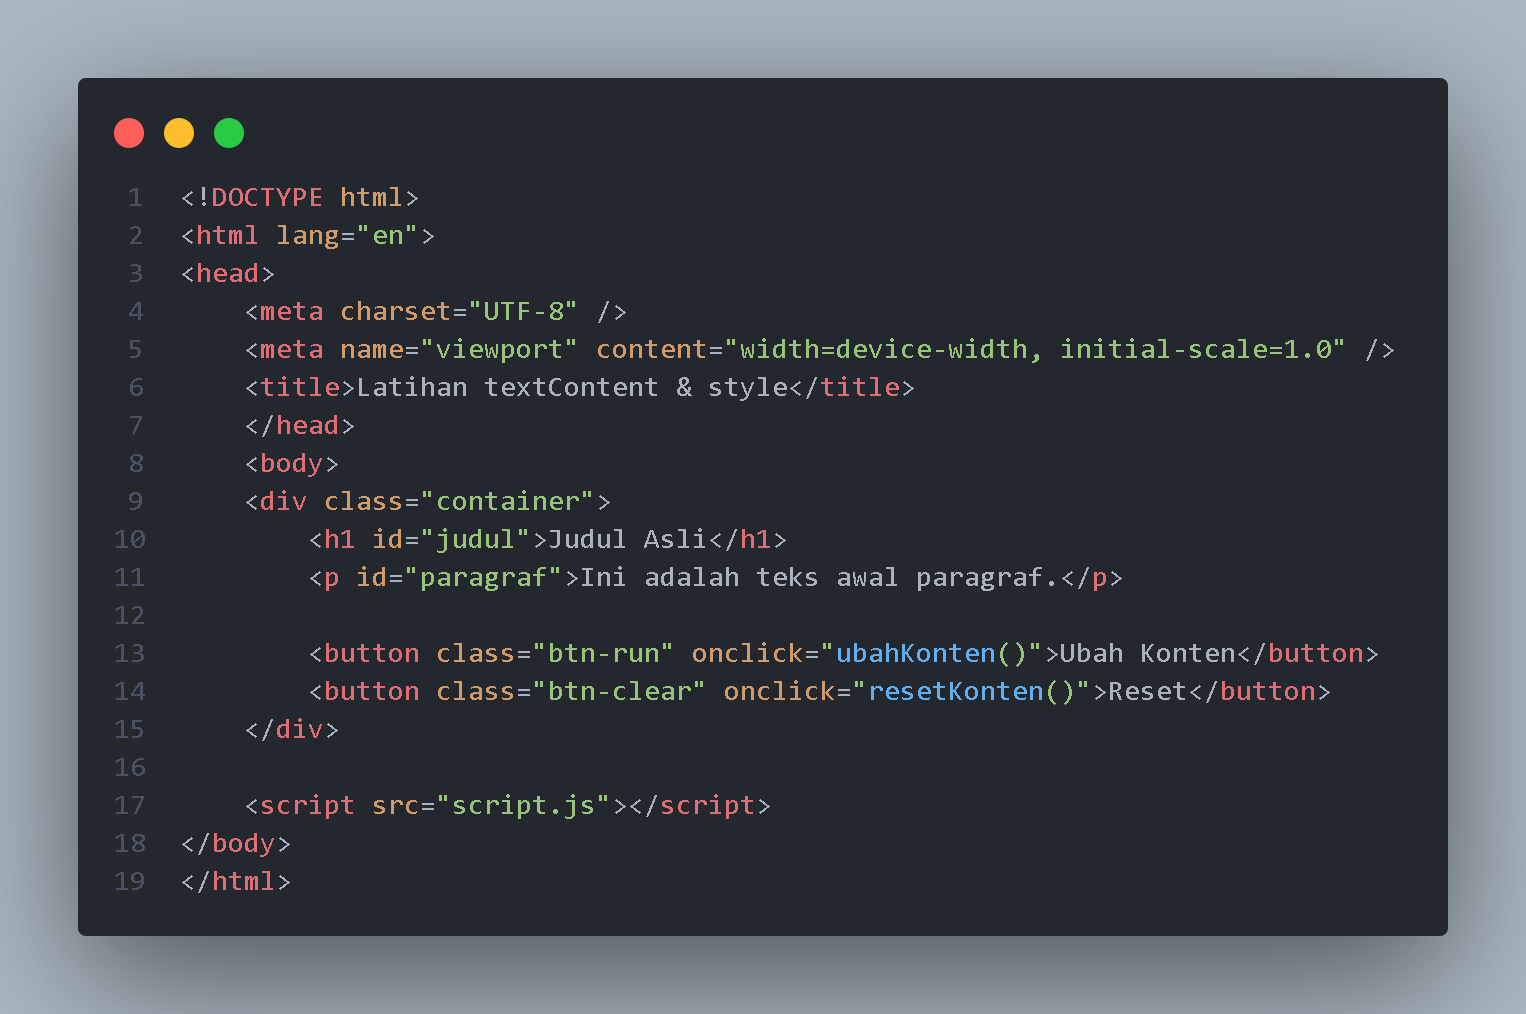 1 <!DOCTYPE html>
2 <html lang="en">
3 <head>
4     <meta charset="UTF-8" />
5     <meta name="viewport" content="width=device-width, initial-scale=1.0" />
6     <title>Latihan textContent & style</title>
7     </head>
8     <body>
9     <div class="container">
10         <h1 id="judul">Judul Asli</h1>
11         <p id="paragraf">Ini adalah teks awal paragraf.</p>
12
13         <button class="btn-run" onclick="ubahKonten()">Ubah Konten</button>
14         <button class="btn-clear" onclick="resetKonten()">Reset</button>
15     </div>
16
17     <script src="script.js"></script>
18 </body>
19 </html>